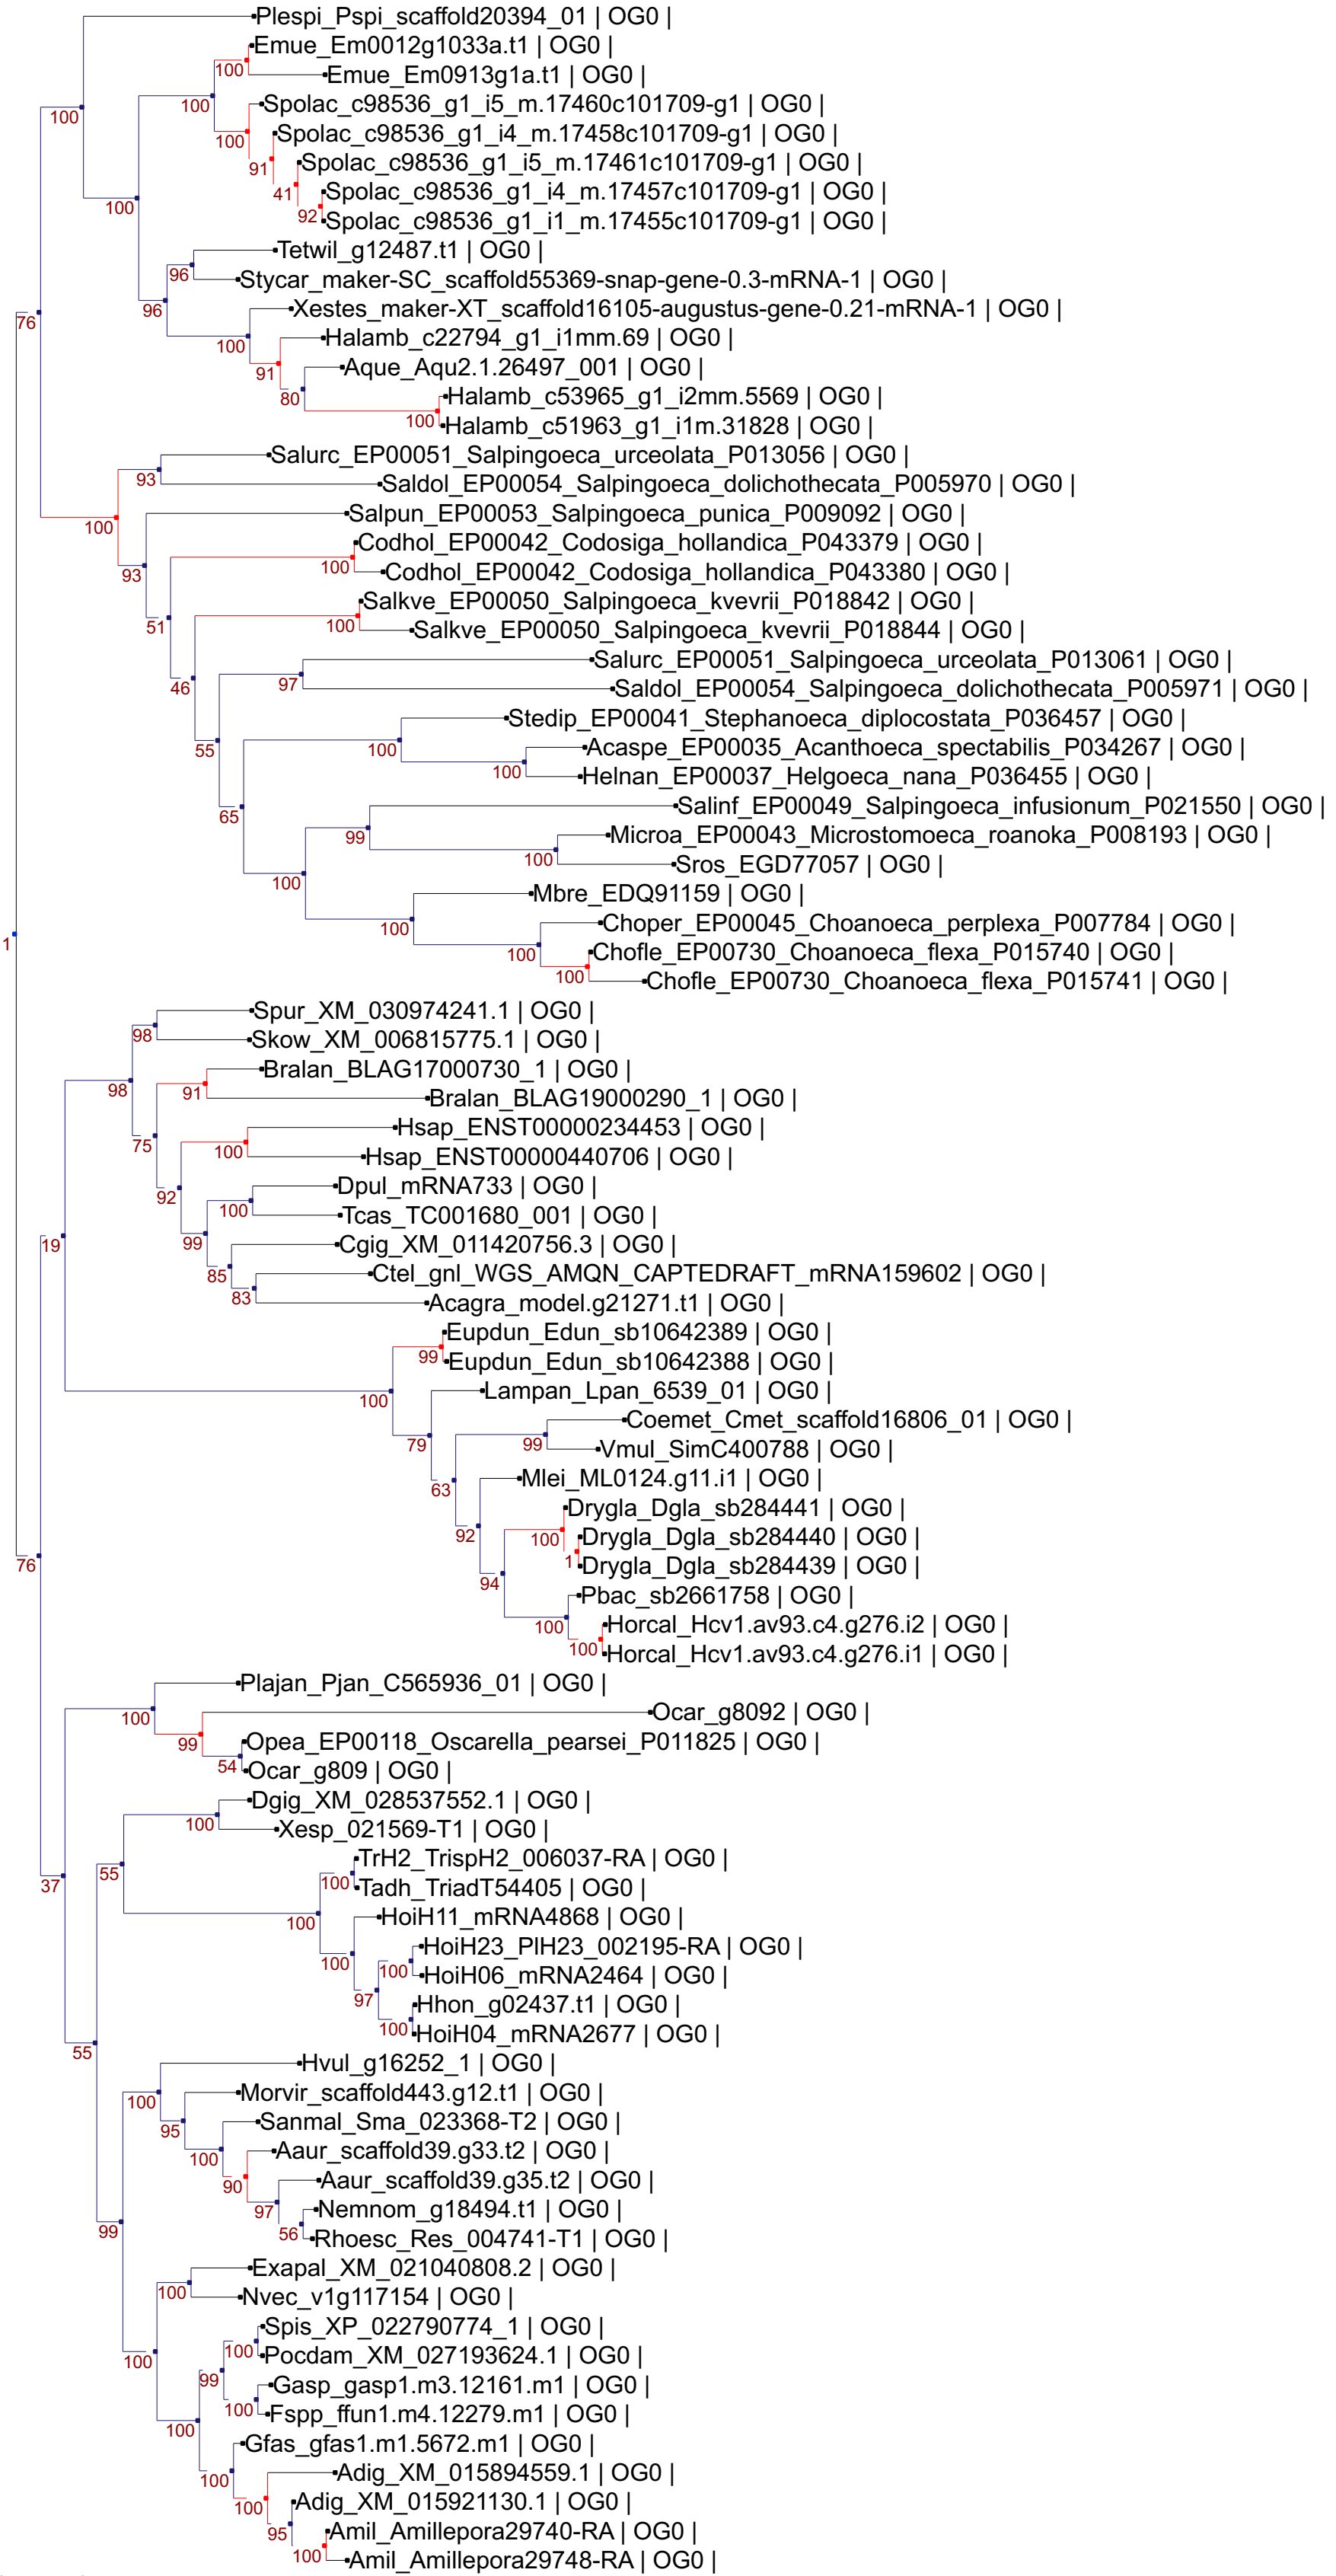 Plespi_Pspi_scaffold20394_01 | OG0 |
Emue_Em0012g1033a.t1 | OG0 |
100
Emue_Em0913g1a.t1 | OG0 |
100
100
Spolac_c98536_g1_i5_m.17460c101709-g1 | OG0 |
100
Spolac_c98536_g1_i4_m.17458c101709-g1 | OG0 |
91
Spolac_c98536_g1_i5_m.17461c101709-g1 | OG0 |
41
Spolac_c98536_g1_i4_m.17457c101709-g1 | OG0 |
100
92
Spolac_c98536_g1_i1_m.17455c101709-g1 | OG0 |
Tetwil_g12487.t1 | OG0 |
96
Stycar_maker-SC_scaffold55369-snap-gene-0.3-mRNA-1 | OG0 |
96
Xestes_maker-XT_scaffold16105-augustus-gene-0.21-mRNA-1 | OG0 |
76
100
Halamb_c22794_g1_i1mm.69 | OG0 |
91
Aque_Aqu2.1.26497_001 | OG0 |
80
Halamb_c53965_g1_i2mm.5569 | OG0 |
100
Halamb_c51963_g1_i1m.31828 | OG0 |
Salurc_EP00051_Salpingoeca_urceolata_P013056 | OG0 |
93
Saldol_EP00054_Salpingoeca_dolichothecata_P005970 | OG0 |
100
Salpun_EP00053_Salpingoeca_punica_P009092 | OG0 |
93
Codhol_EP00042_Codosiga_hollandica_P043379 | OG0 |
100
Codhol_EP00042_Codosiga_hollandica_P043380 | OG0 |
51
Salkve_EP00050_Salpingoeca_kvevrii_P018842 | OG0 |
100
Salkve_EP00050_Salpingoeca_kvevrii_P018844 | OG0 |
46
Salurc_EP00051_Salpingoeca_urceolata_P013061 | OG0 |
97
Saldol_EP00054_Salpingoeca_dolichothecata_P005971 | OG0 |
55
Stedip_EP00041_Stephanoeca_diplocostata_P036457 | OG0 |
100
Acaspe_EP00035_Acanthoeca_spectabilis_P034267 | OG0 |
100
Helnan_EP00037_Helgoeca_nana_P036455 | OG0 |
65
Salinf_EP00049_Salpingoeca_infusionum_P021550 | OG0 |
99
Microa_EP00043_Microstomoeca_roanoka_P008193 | OG0 |
100
Sros_EGD77057 | OG0 |
100
Mbre_EDQ91159 | OG0 |
100
Choper_EP00045_Choanoeca_perplexa_P007784 | OG0 |
1
100
Chofle_EP00730_Choanoeca_flexa_P015740 | OG0 |
100
Chofle_EP00730_Choanoeca_flexa_P015741 | OG0 |
Spur_XM_030974241.1 | OG0 |
98
Skow_XM_006815775.1 | OG0 |
98
Bralan_BLAG17000730_1 | OG0 |
91
Bralan_BLAG19000290_1 | OG0 |
75
Hsap_ENST00000234453 | OG0 |
100
Hsap_ENST00000440706 | OG0 |
92
Dpul_mRNA733 | OG0 |
100
Tcas_TC001680_001 | OG0 |
19
99
Cgig_XM_011420756.3 | OG0 |
85
Ctel_gnl_WGS_AMQN_CAPTEDRAFT_mRNA159602 | OG0 |
83
Acagra_model.g21271.t1 | OG0 |
Eupdun_Edun_sb10642389 | OG0 |
99
Eupdun_Edun_sb10642388 | OG0 |
100
Lampan_Lpan_6539_01 | OG0 |
Coemet_Cmet_scaffold16806_01 | OG0 |
79
99
Vmul_SimC400788 | OG0 |
63
Mlei_ML0124.g11.i1 | OG0 |
Drygla_Dgla_sb284441 | OG0 |
92
100
Drygla_Dgla_sb284440 | OG0 |
76
1
Drygla_Dgla_sb284439 | OG0 |
94
Pbac_sb2661758 | OG0 |
100
Horcal_Hcv1.av93.c4.g276.i2 | OG0 |
100
Horcal_Hcv1.av93.c4.g276.i1 | OG0 |
Plajan_Pjan_C565936_01 | OG0 |
100
Ocar_g8092 | OG0 |
99
Opea_EP00118_Oscarella_pearsei_P011825 | OG0 |
54
Ocar_g809 | OG0 |
Dgig_XM_028537552.1 | OG0 |
100
Xesp_021569-T1 | OG0 |
TrH2_TrispH2_006037-RA | OG0 |
55
100
37
Tadh_TriadT54405 | OG0 |
100
HoiH11_mRNA4868 | OG0 |
100
HoiH23_PlH23_002195-RA | OG0 |
100
HoiH06_mRNA2464 | OG0 |
97
Hhon_g02437.t1 | OG0 |
100
HoiH04_mRNA2677 | OG0 |
55
Hvul_g16252_1 | OG0 |
100
Morvir_scaffold443.g12.t1 | OG0 |
95
Sanmal_Sma_023368-T2 | OG0 |
100
Aaur_scaffold39.g33.t2 | OG0 |
90
Aaur_scaffold39.g35.t2 | OG0 |
97
Nemnom_g18494.t1 | OG0 |
99
56
Rhoesc_Res_004741-T1 | OG0 |
Exapal_XM_021040808.2 | OG0 |
100
Nvec_v1g117154 | OG0 |
Spis_XP_022790774_1 | OG0 |
100
Pocdam_XM_027193624.1 | OG0 |
100
99
Gasp_gasp1.m3.12161.m1 | OG0 |
100
Fspp_ffun1.m4.12279.m1 | OG0 |
100
Gfas_gfas1.m1.5672.m1 | OG0 |
100
Adig_XM_015894559.1 | OG0 |
100
Adig_XM_015921130.1 | OG0 |
95
Amil_Amillepora29740-RA | OG0 |
100
Amil_Amillepora29748-RA | OG0 |